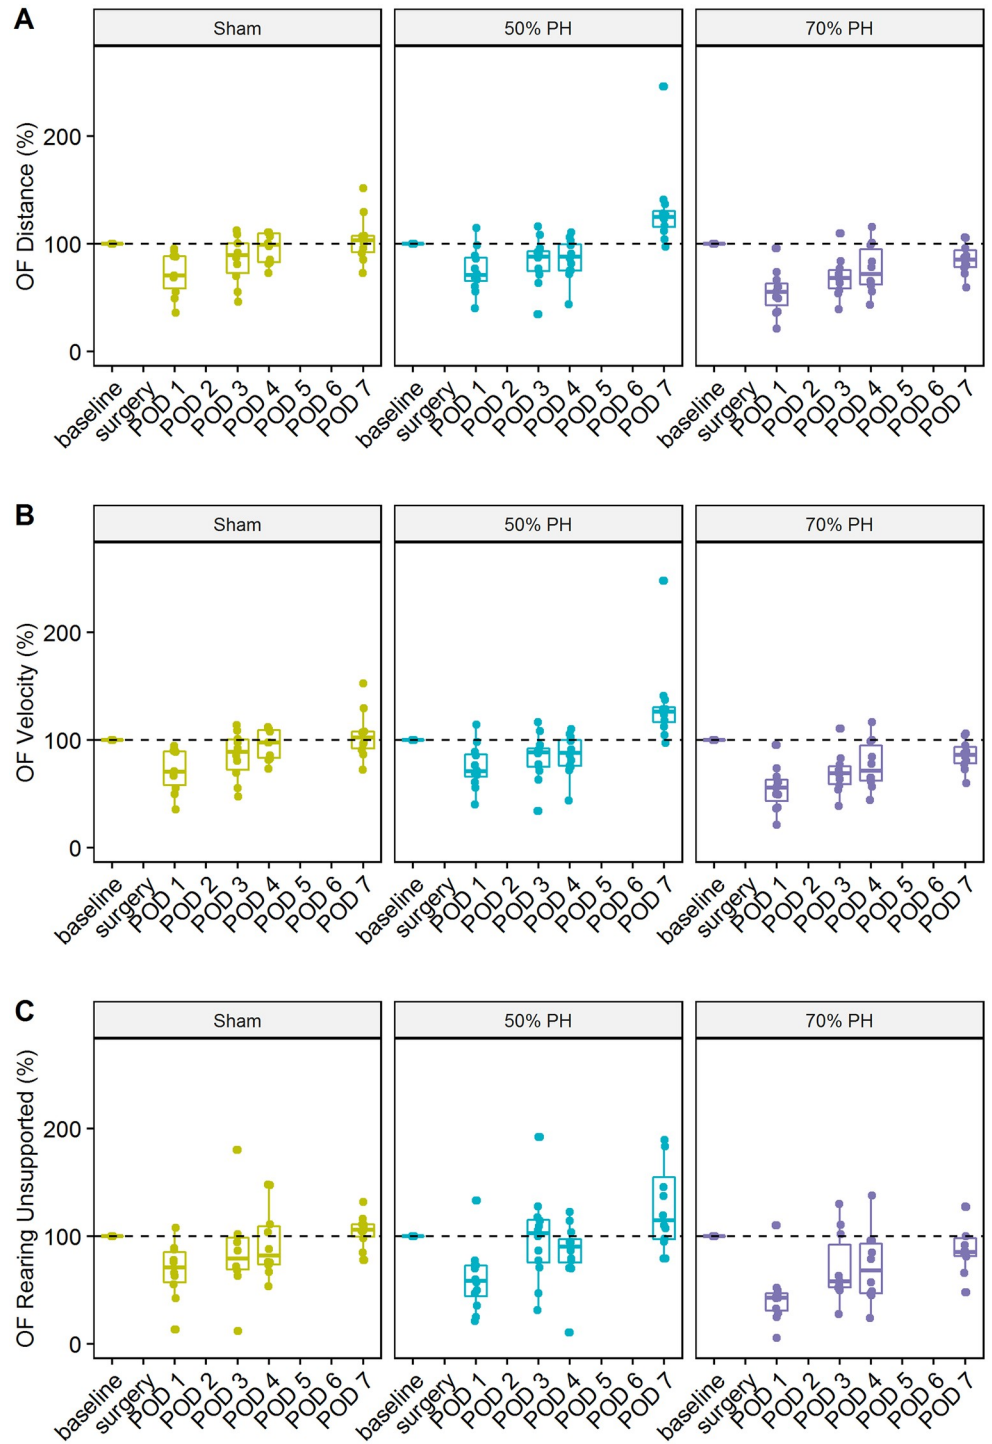 A
Sham 50% PH 70% PH
OF Distance (%)
200
100
0
baseline surgery POD 1 POD 2 POD 3 POD 4 POD 5 POD 6 POD 7 baseline surgery POD 1 POD 2 POD 3 POD 4 POD 5 POD 6 POD 7 baseline surgery POD 1 POD 2 POD 3 POD 4 POD 5 POD 6 POD 7
B
Sham 50% PH 70% PH
OF Velocity (%)
200
100
0
baseline surgery POD 1 POD 2 POD 3 POD 4 POD 5 POD 6 POD 7 baseline surgery POD 1 POD 2 POD 3 POD 4 POD 5 POD 6 POD 7 baseline surgery POD 1 POD 2 POD 3 POD 4 POD 5 POD 6 POD 7
C
Sham 50% PH 70% PH
OF Rearing Unsupported (%)
200
100
0
baseline surgery POD 1 POD 2 POD 3 POD 4 POD 5 POD 6 POD 7 baseline surgery POD 1 POD 2 POD 3 POD 4 POD 5 POD 6 POD 7 baseline surgery POD 1 POD 2 POD 3 POD 4 POD 5 POD 6 POD 7